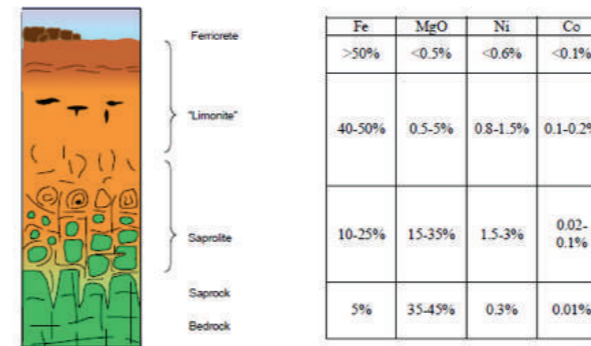 Ferricrete
"Limonite"
Saprolite
Saprock
Bedrock
Fe MgO Ni Co
>50% <0.5% <0.6% <0.1%
40-50% 0.5-5% 0.8-1.5% 0.1-0.2%
10-25% 15-35% 1.5-3% 0.02-
0.1%
5% 35-45% 0.3% 0.01%